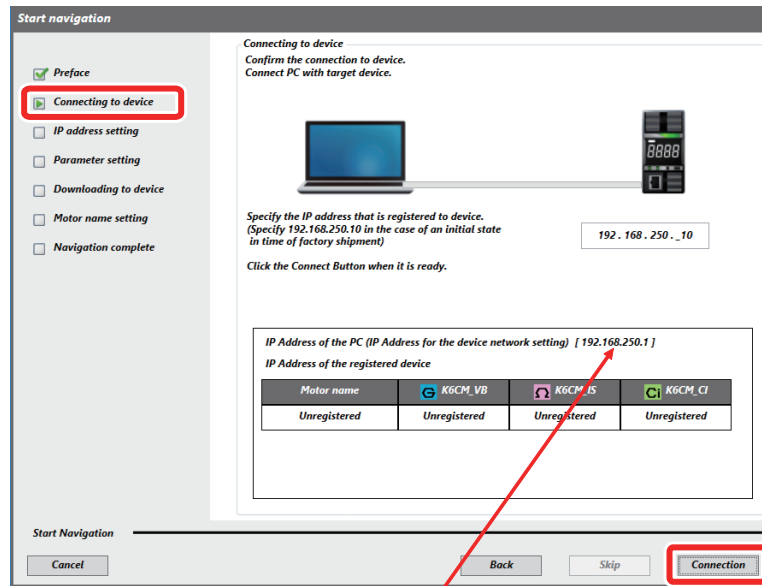 Start navigation
Preface
Connecting to device
IP address setting
Parameter setting
Downloading to device
Motor name setting
Navigation complete
Connecting to device
Confirm the connection to device.
Connect PC with target device.
8888
Specify the IP address that is registered to device.
(Specify 192.168.250.10 in the case of an initial state
in time of factory shipment)
192 . 168 . 250 . _10
Click the Connect Button when it is ready.
IP Address of the PC (IP Address for the device network setting) [ 192.168.250.1 ]
IP Address of the registered device
Motor name G K6CM_VB Ω K6CM_IS Ci K6CM_CI
Unregistered Unregistered Unregistered Unregistered
Start Navigation
Cancel Back Skip Connection